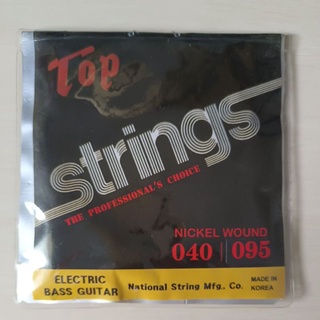 Top
strings
THE PROFESSIONAL'S CHOICE
NICKEL WOUND
040 || 095
ELECTRIC
BASS GUITAR
National String Mfg., Co.
MADE IN
KOREA